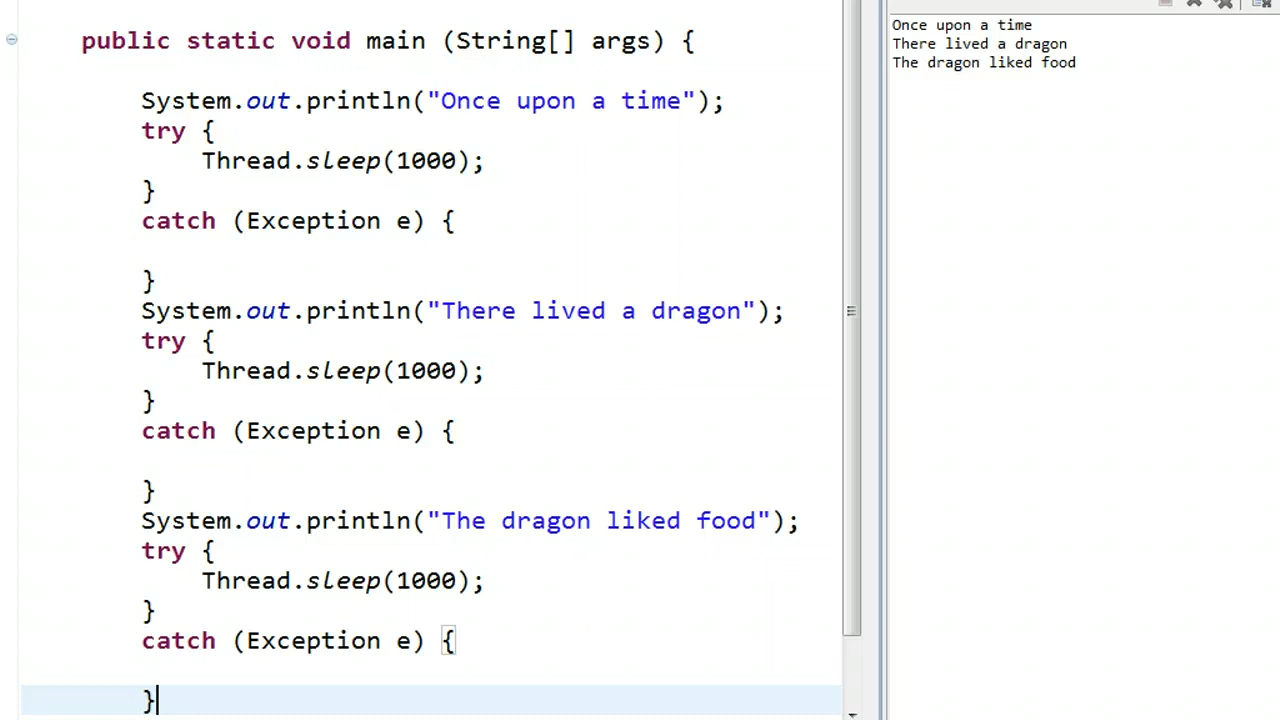 public static void main (String[] args) {
System.out.println("Once upon a time");
try {
Thread.sleep(1000);
}
catch (Exception e) {
}
System.out.println("There lived a dragon");
try {
Thread.sleep(1000);
}
catch (Exception e) {
}
System.out.println("The dragon liked food");
try {
Thread.sleep(1000);
}
catch (Exception e) {
}
Once upon a time
There lived a dragon
The dragon liked food